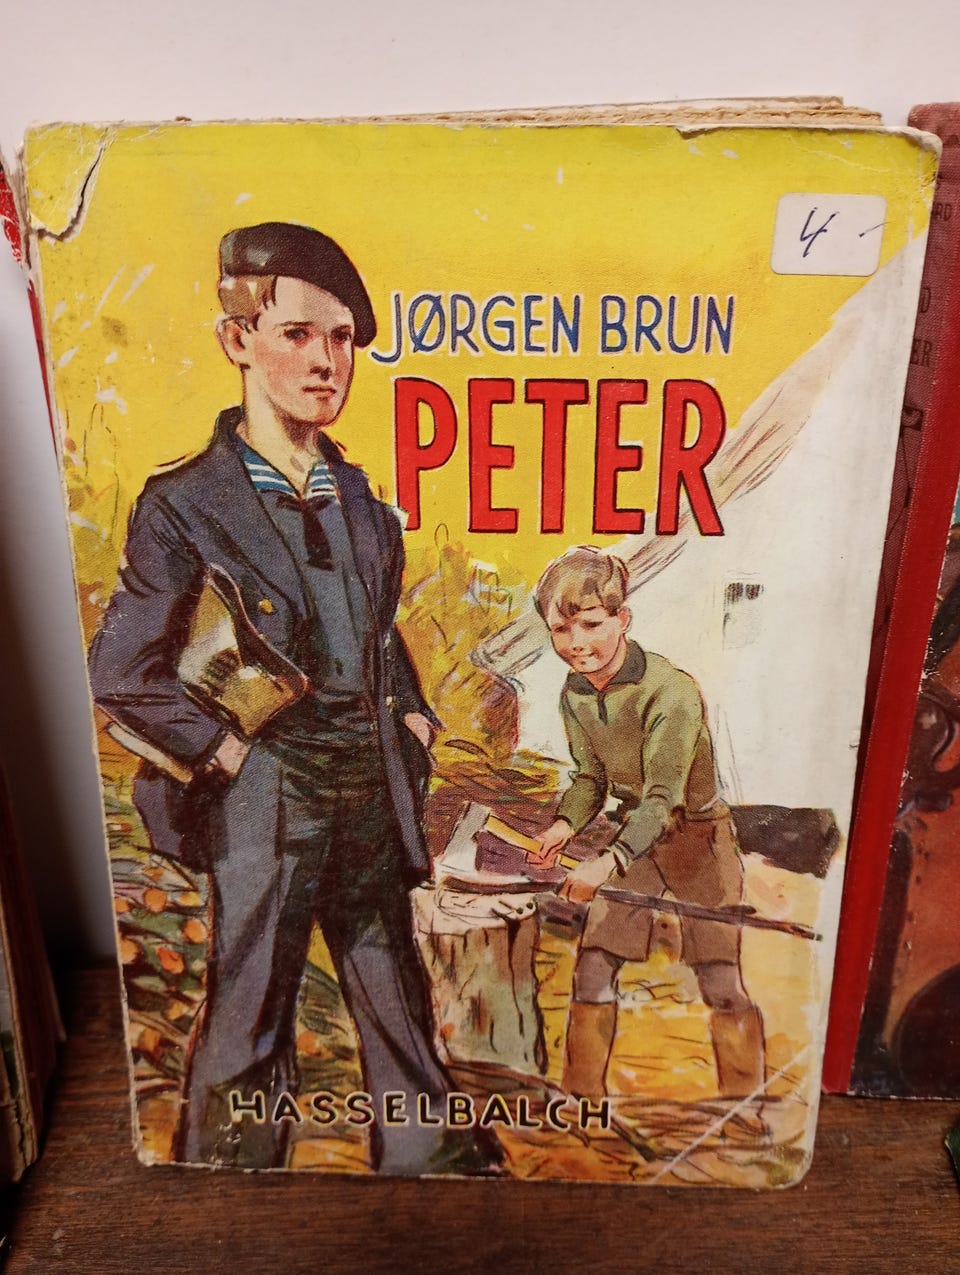 4
JØRGEN BRUN
PETER
HASSELBALCH